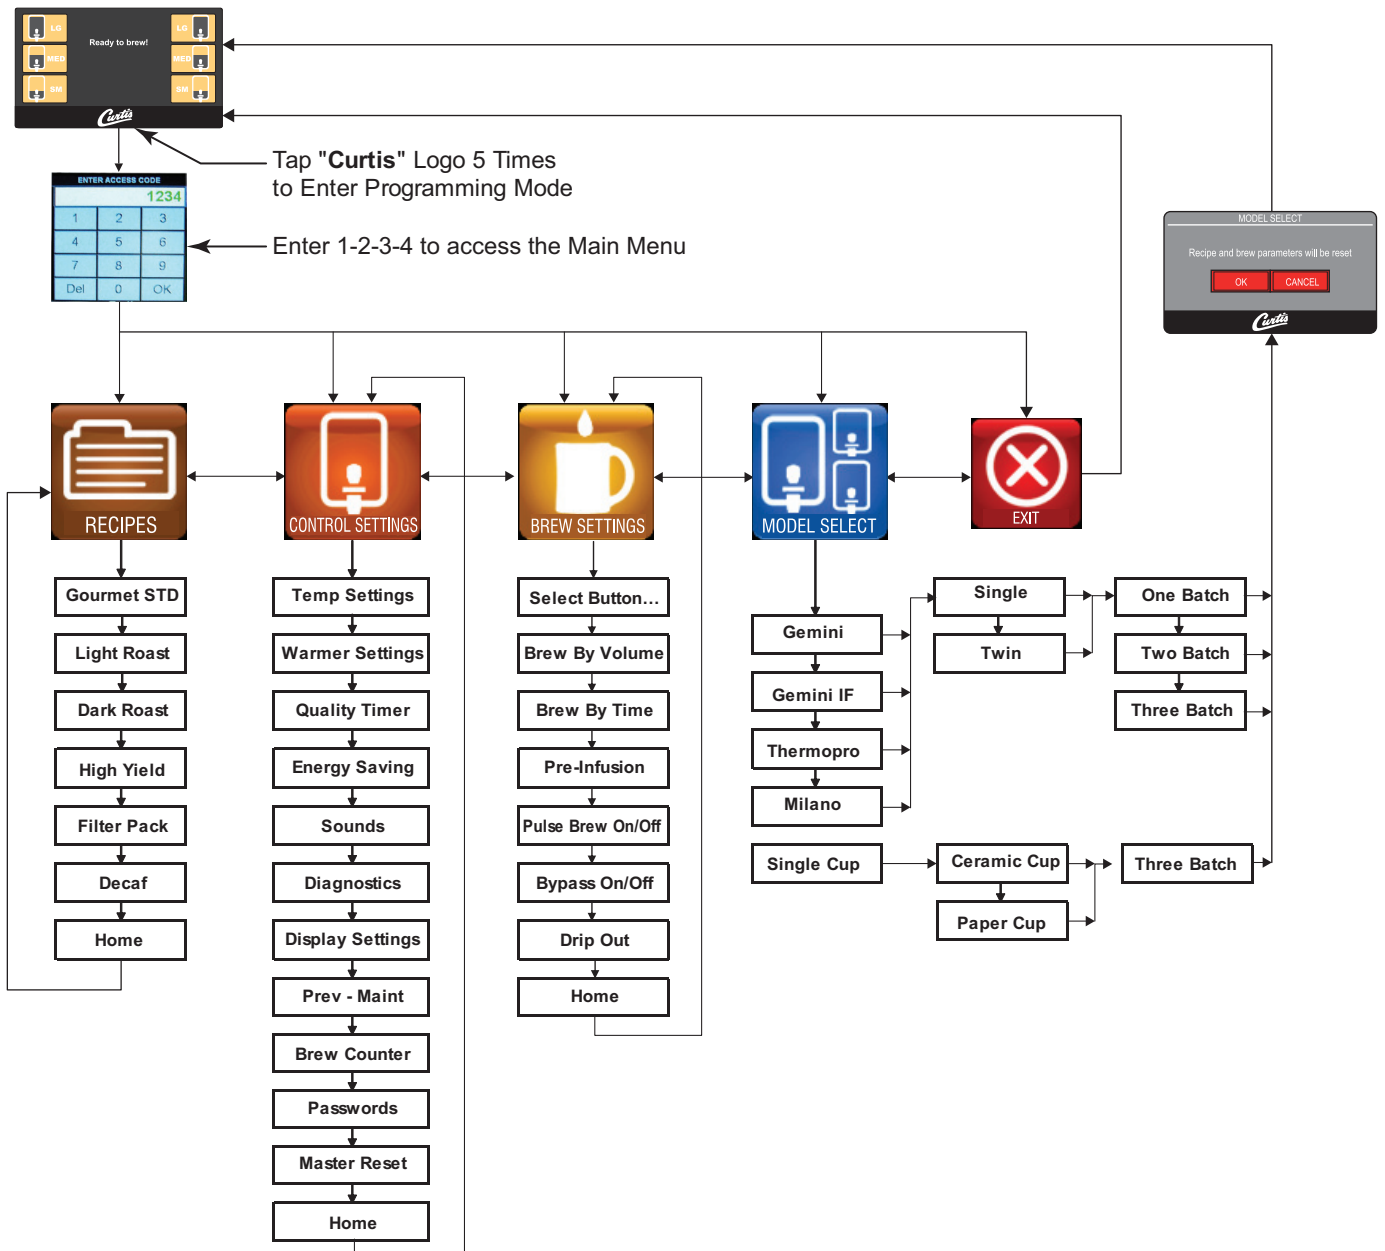 LG
LG
Ready to brew!
MED
MED
SM
SM
Curtis
Tap "Curtis" Logo 5 Times
to Enter Programming Mode
ENTER ACCESS CODE
1234
1 2 3
4 5 6
7 8 9
Del 0 OK
Enter 1-2-3-4 to access the Main Menu
MODEL SELECT
Recipe and brew parameters will be reset
OK CANCEL
Curtis
RECIPES
CONTROL SETTINGS
BREW SETTINGS
MODEL SELECT
EXIT
Gourmet STD
Light Roast
Dark Roast
High Yield
Filter Pack
Decaf
Home
Temp Settings
Warmer Settings
Quality Timer
Energy Saving
Sounds
Diagnostics
Display Settings
Prev - Maint
Brew Counter
Passwords
Master Reset
Home
Select Button...
Brew By Volume
Brew By Time
Pre-Infusion
Pulse Brew On/Off
Bypass On/Off
Drip Out
Home
Gemini
Gemini IF
Thermopro
Milano
Single Cup
Single
Twin
Ceramic Cup
Paper Cup
One Batch
Two Batch
Three Batch
Three Batch